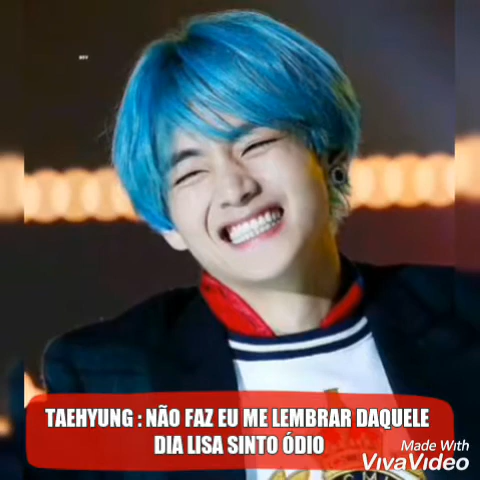 TAEHYUNG : NÃO FAZ EU ME LEMBRAR DAQUELE
DIA LISA SINTO ÓDIO
Made With
VivaVideo